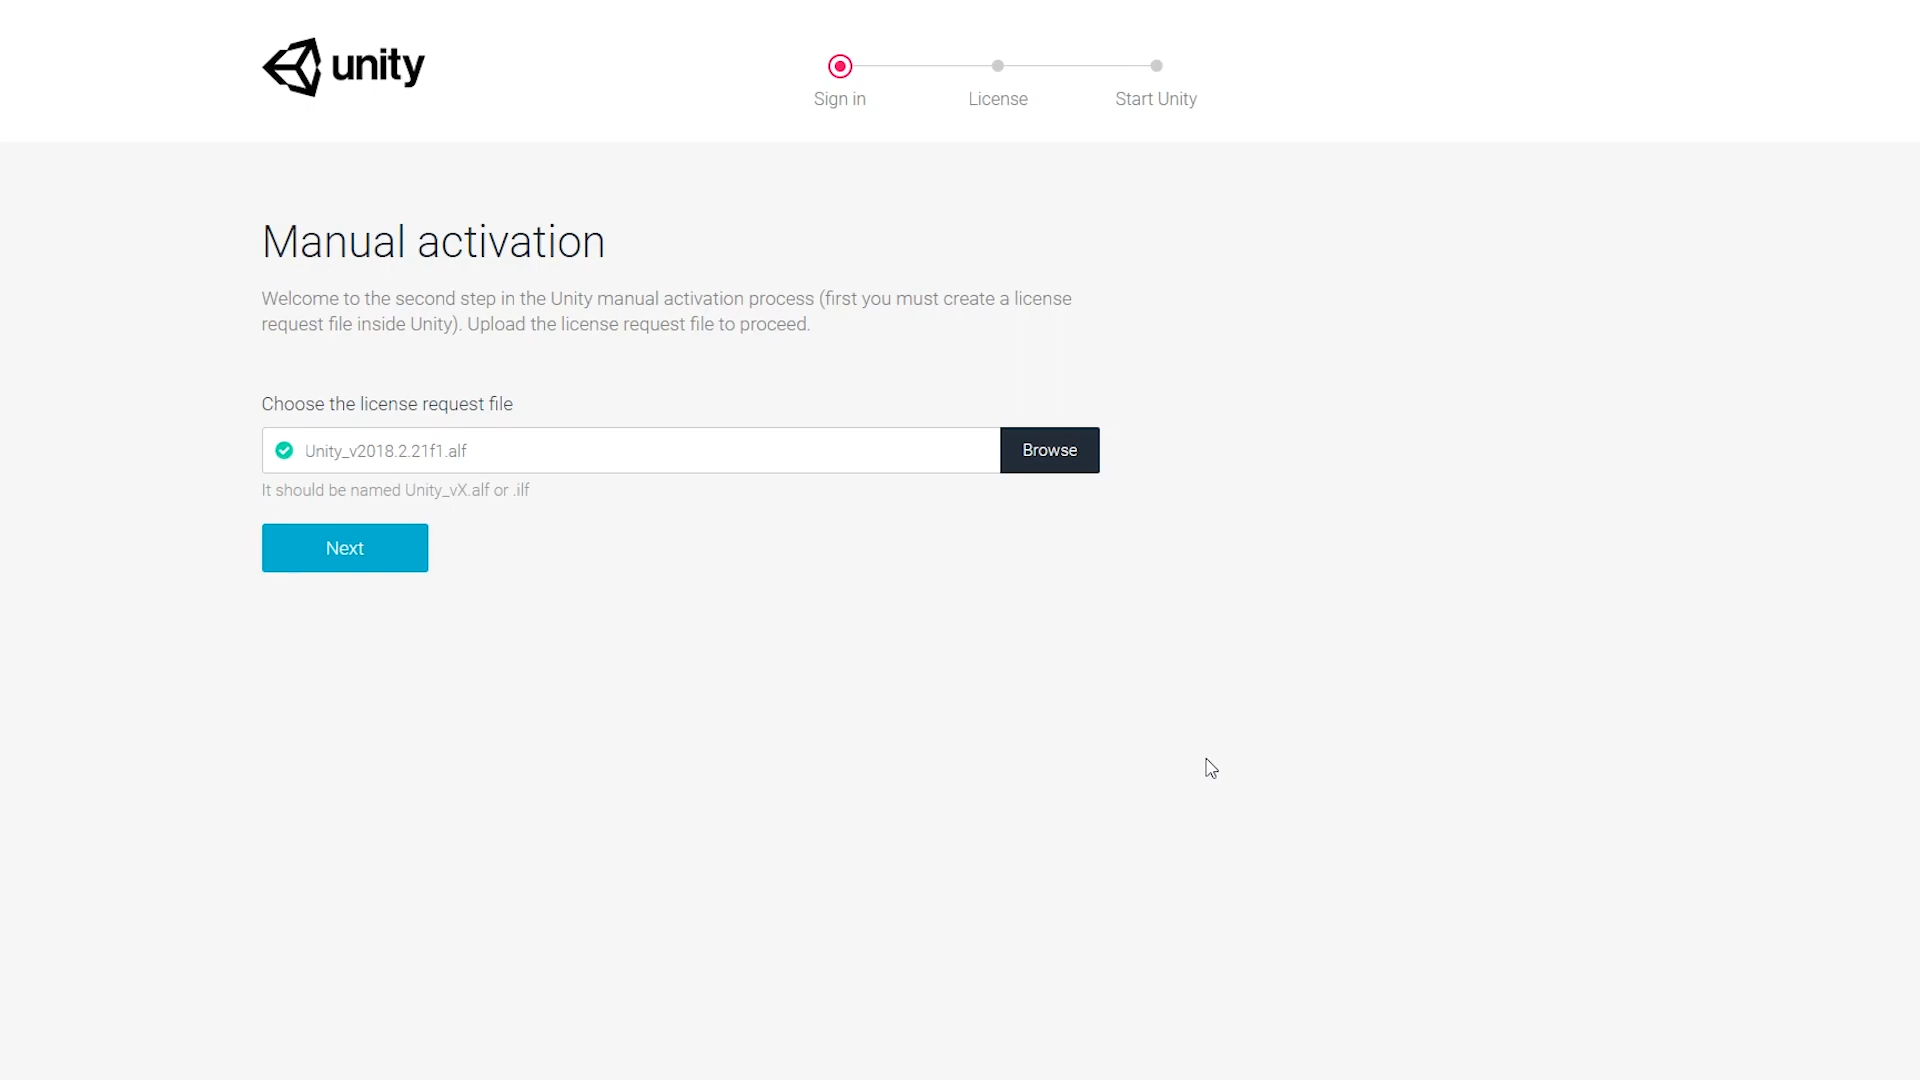 unity
Sign in
License
Start Unity
Manual activation
Welcome to the second step in the Unity manual activation process (first you must create a license
request file inside Unity). Upload the license request file to proceed.
Choose the license request file
Unity_v2018.2.21f1.alf
Browse
It should be named Unity_vX.alf or .ilf
Next